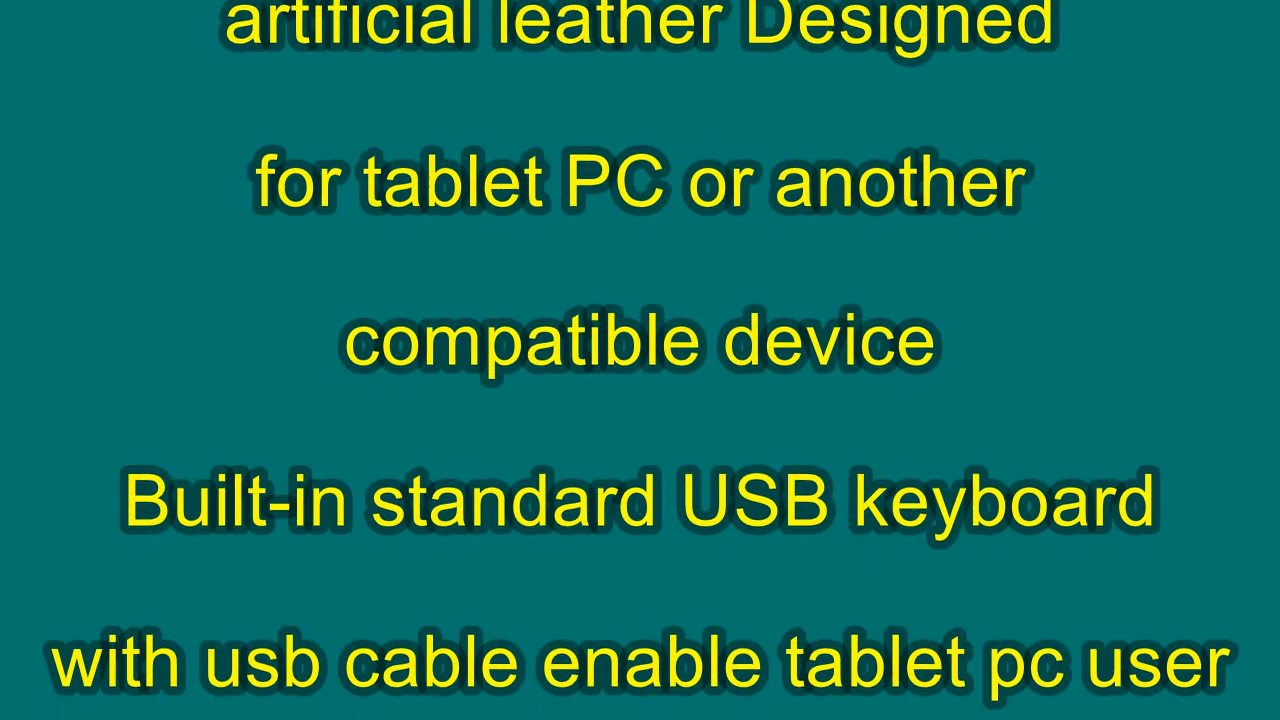 artificial leather Designed
for tablet PC or another
compatible device
Built-in standard USB keyboard
with usb cable enable tablet pc user